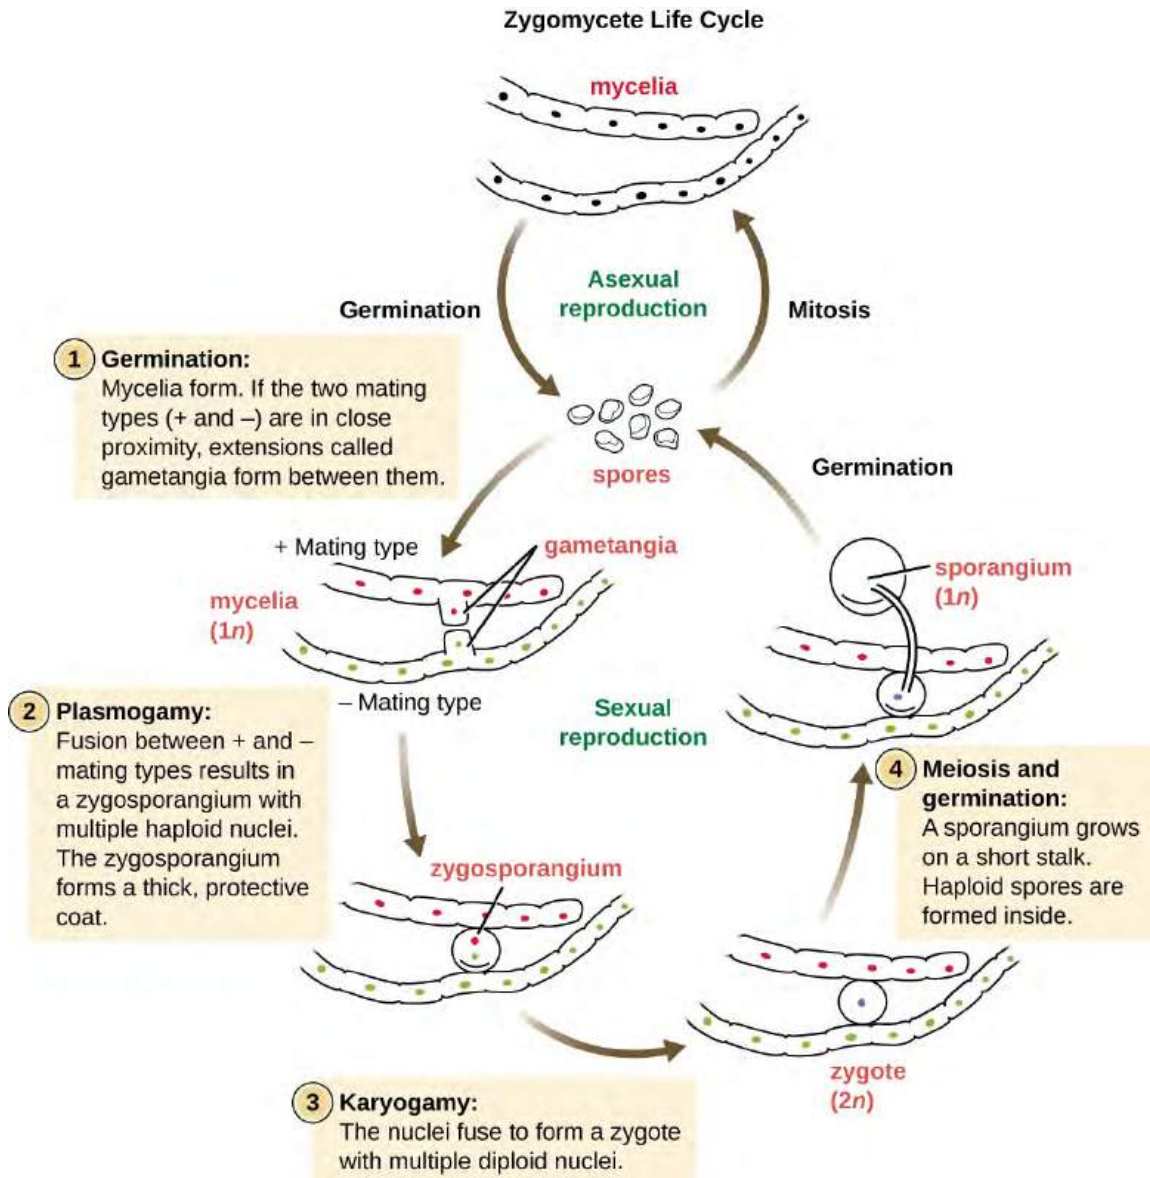 Zygomycete Life Cycle
mycelia
Asexual
reproduction
Germination
Mitosis
1 Germination:
Mycelia form. If the two mating
types (+ and –) are in close
proximity, extensions called
gametangia form between them.
spores
Germination
+ Mating type
gametangia
mycelia
(1n)
– Mating type
sporangium
(1n)
2 Plasmogamy:
Fusion between + and –
mating types results in
a zygosporangium with
multiple haploid nuclei.
The zygosporangium
forms a thick, protective
coat.
Sexual
reproduction
4 Meiosis and
germination:
A sporangium grows
on a short stalk.
Haploid spores are
formed inside.
zygosporangium
zygote
(2n)
3 Karyogamy:
The nuclei fuse to form a zygote
with multiple diploid nuclei.